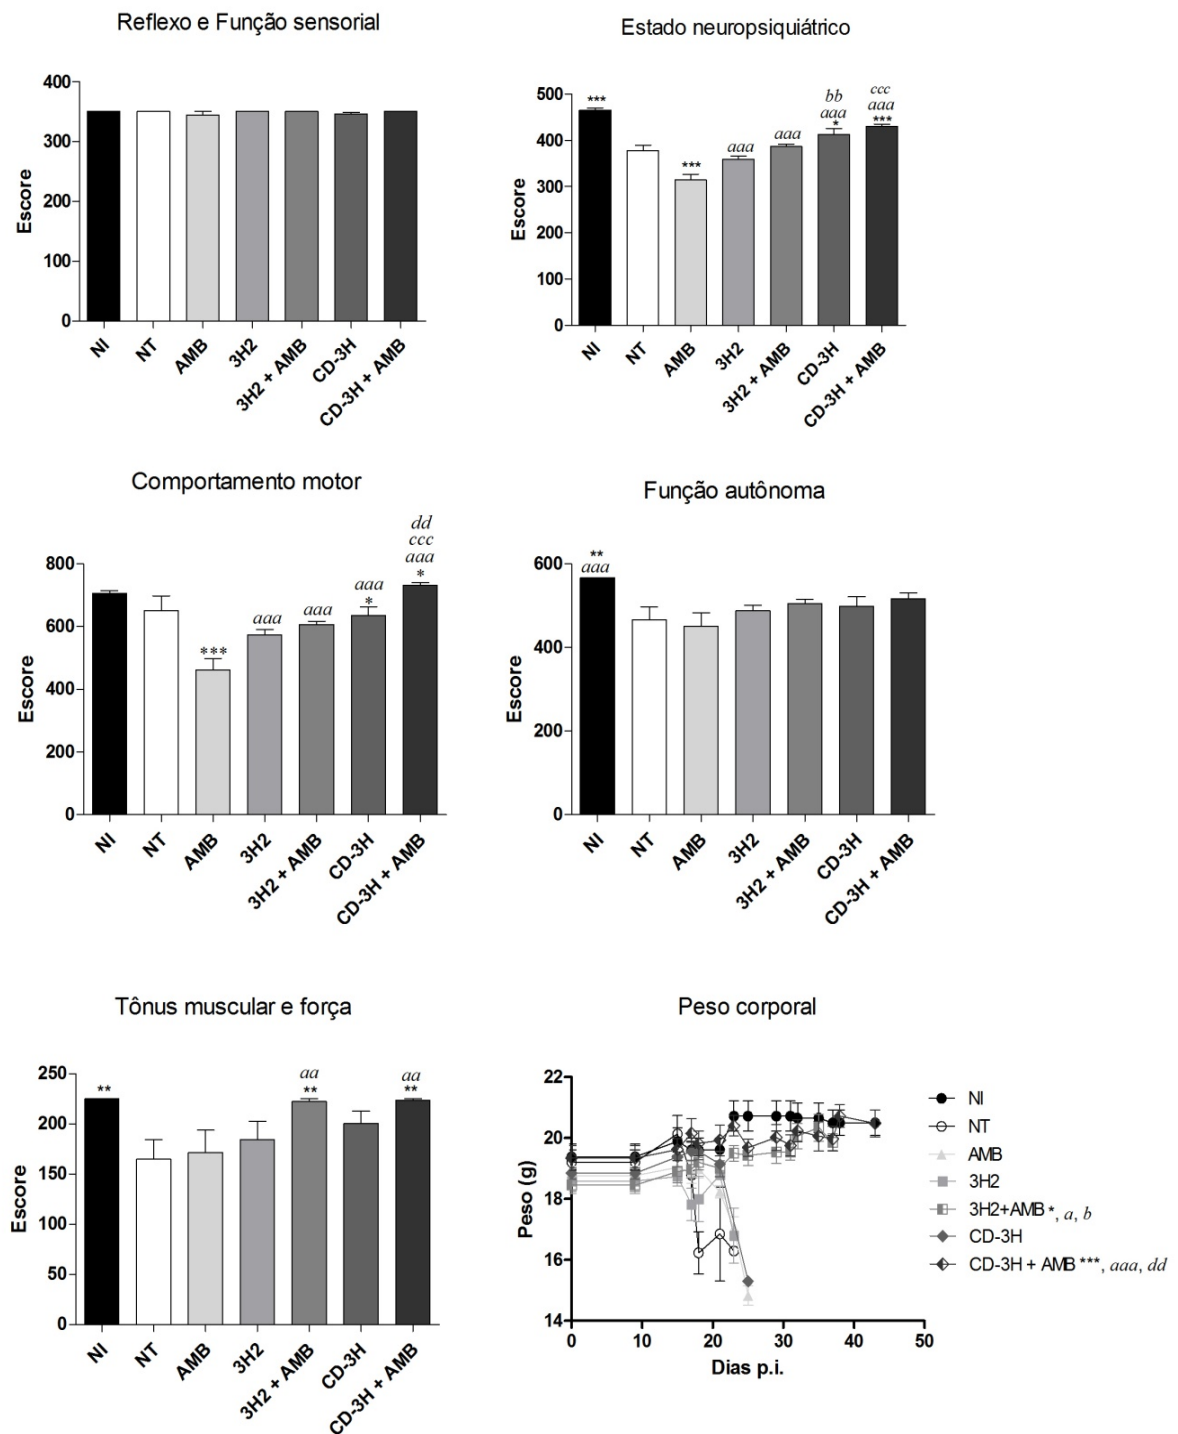 Reflexo e Função sensorial
400
300
200
100
0
Escore
NI
NT
AMB
3H2
3H2 + AMB
CD-3H
CD-3H + AMB
Estado neuropsiquiátrico
500
400
300
200
100
0
Escore
***
***
aaa
aaa
bb
aaa
*
ccc
aaa
***
NI
NT
AMB
3H2
3H2 + AMB
CD-3H
CD-3H + AMB
Comportamento motor
800
600
400
200
0
Escore
***
aaa
aaa
aaa
*
dd
ccc
aaa
*
NI
NT
AMB
3H2
3H2 + AMB
CD-3H
CD-3H + AMB
Função autônoma
600
400
200
0
Escore
**
aaa
NI
NT
AMB
3H2
3H2 + AMB
CD-3H
CD-3H + AMB
Tônus muscular e força
250
200
150
100
50
0
Escore
**
aa
**
aa
**
NI
NT
AMB
3H2
3H2 + AMB
CD-3H
CD-3H + AMB
Peso corporal
22
20
18
16
14
Peso (g)
0 10 20 30 40 50
Dias p.i.
NI
NT
AMB
3H2
3H2+AMB *, a, b
CD-3H
CD-3H + AMB ***, aaa, dd